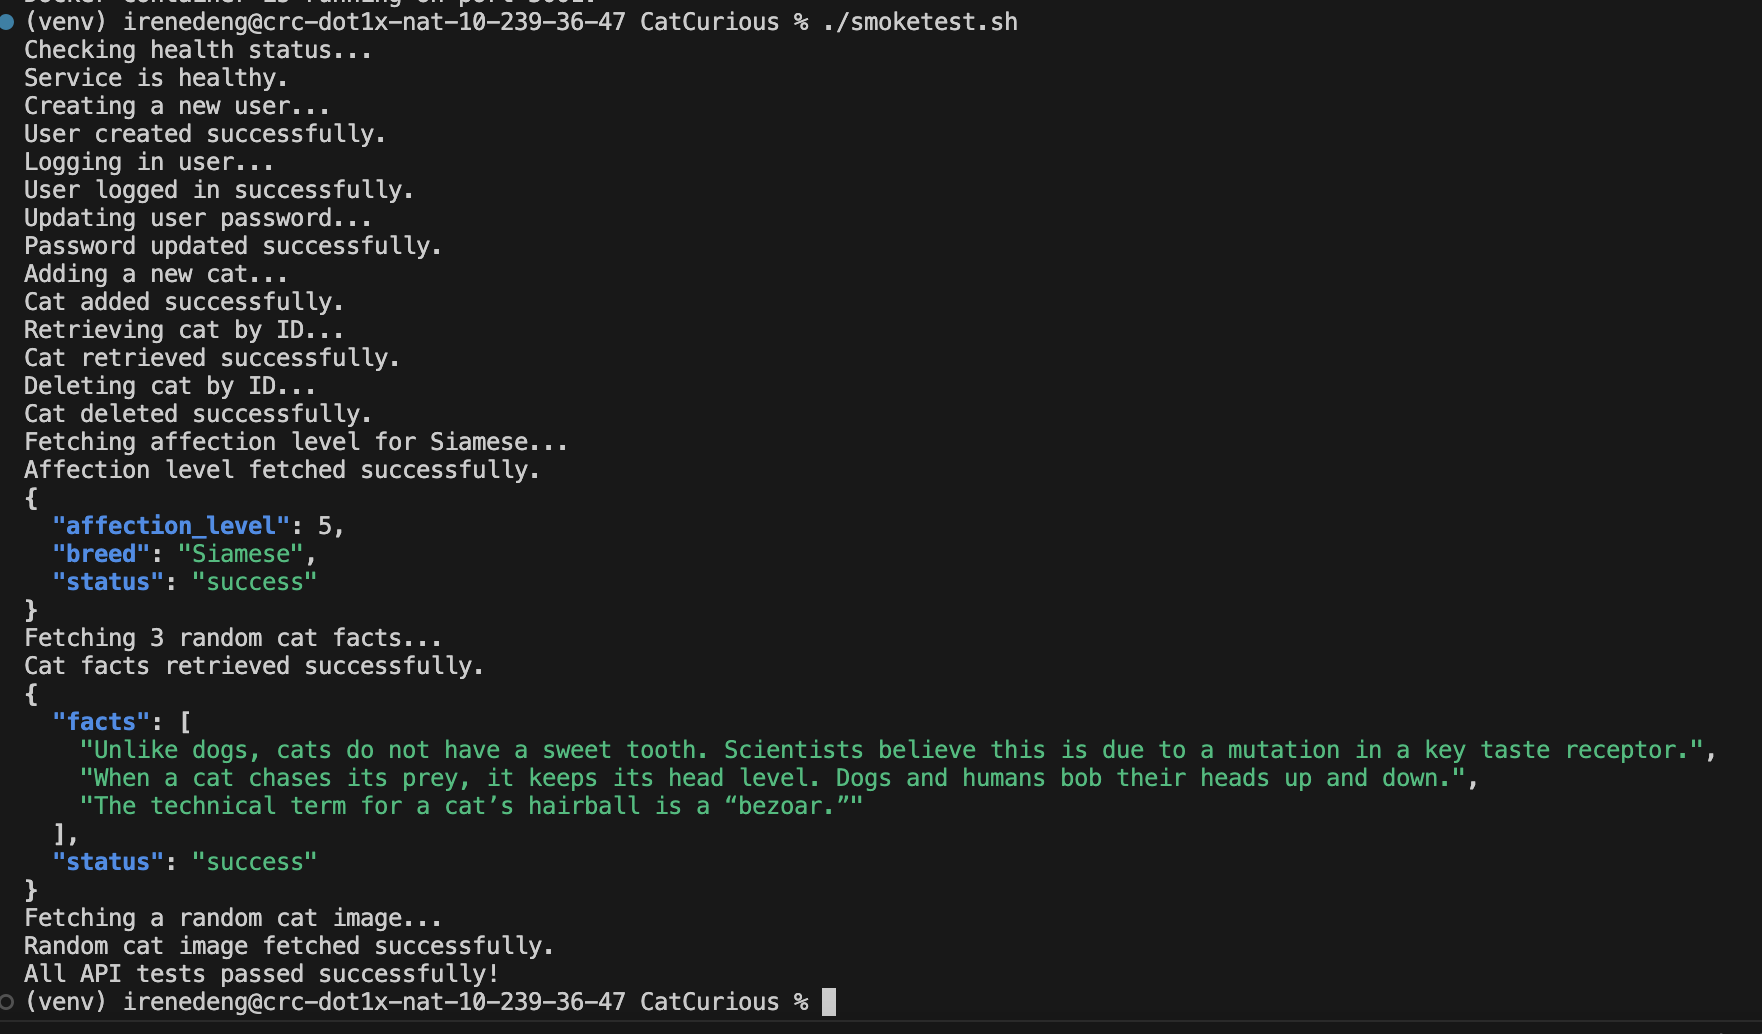 Docker container is running on port 5001.
(venv) irenedeng@crc-dot1x-nat-10-239-36-47 CatCurious % ./smoketest.sh
Checking health status...
Service is healthy.
Creating a new user...
User created successfully.
Logging in user...
User logged in successfully.
Updating user password...
Password updated successfully.
Adding a new cat...
Cat added successfully.
Retrieving cat by ID...
Cat retrieved successfully.
Deleting cat by ID...
Cat deleted successfully.
Fetching affection level for Siamese...
Affection level fetched successfully.
{
  "affection_level": 5,
  "breed": "Siamese",
  "status": "success"
}
Fetching 3 random cat facts...
Cat facts retrieved successfully.
{
  "facts": [
    "Unlike dogs, cats do not have a sweet tooth. Scientists believe this is due to a mutation in a key taste receptor.",
    "When a cat chases its prey, it keeps its head level. Dogs and humans bob their heads up and down.",
    "The technical term for a cat’s hairball is a “bezoar.”"
  ],
  "status": "success"
}
Fetching a random cat image...
Random cat image fetched successfully.
All API tests passed successfully!
(venv) irenedeng@crc-dot1x-nat-10-239-36-47 CatCurious %